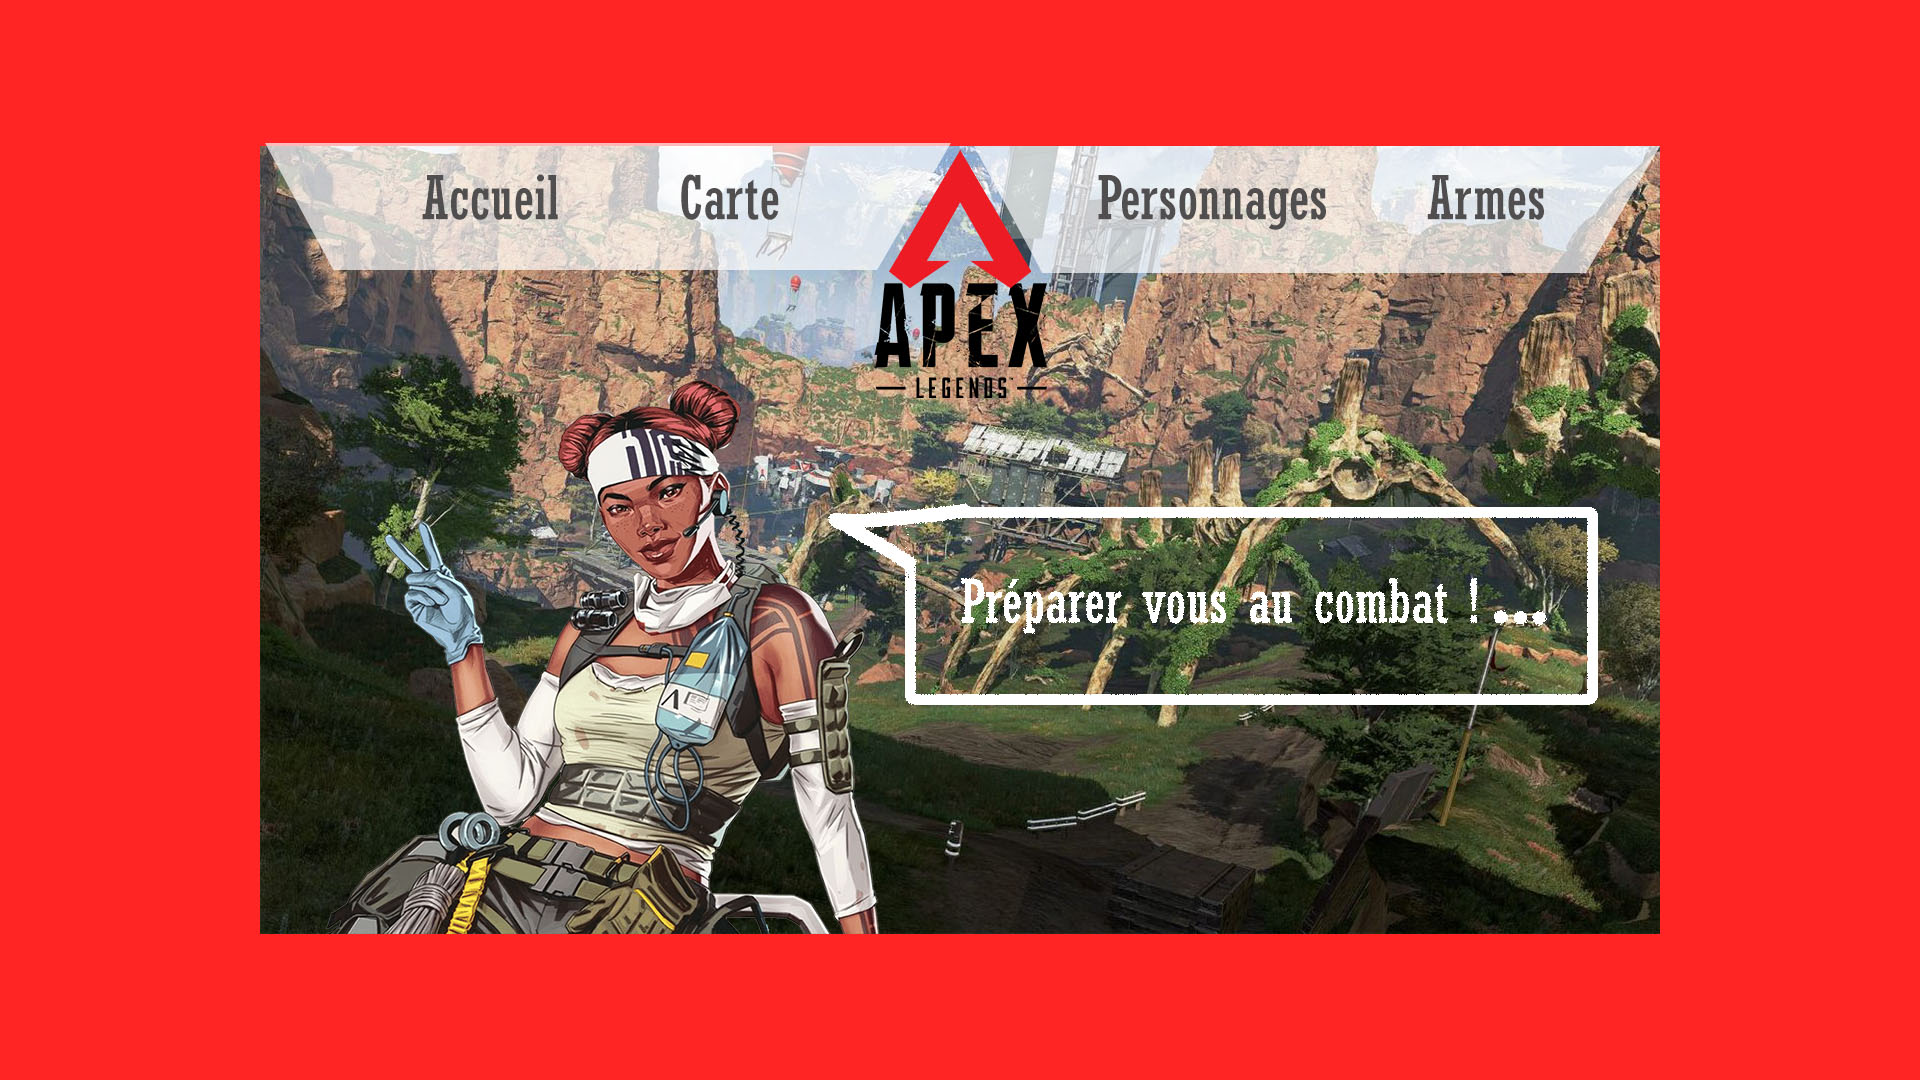 Accueil Carte Personnages Armes
APEX
LEGENDS
Préparer vous au combat ! ...